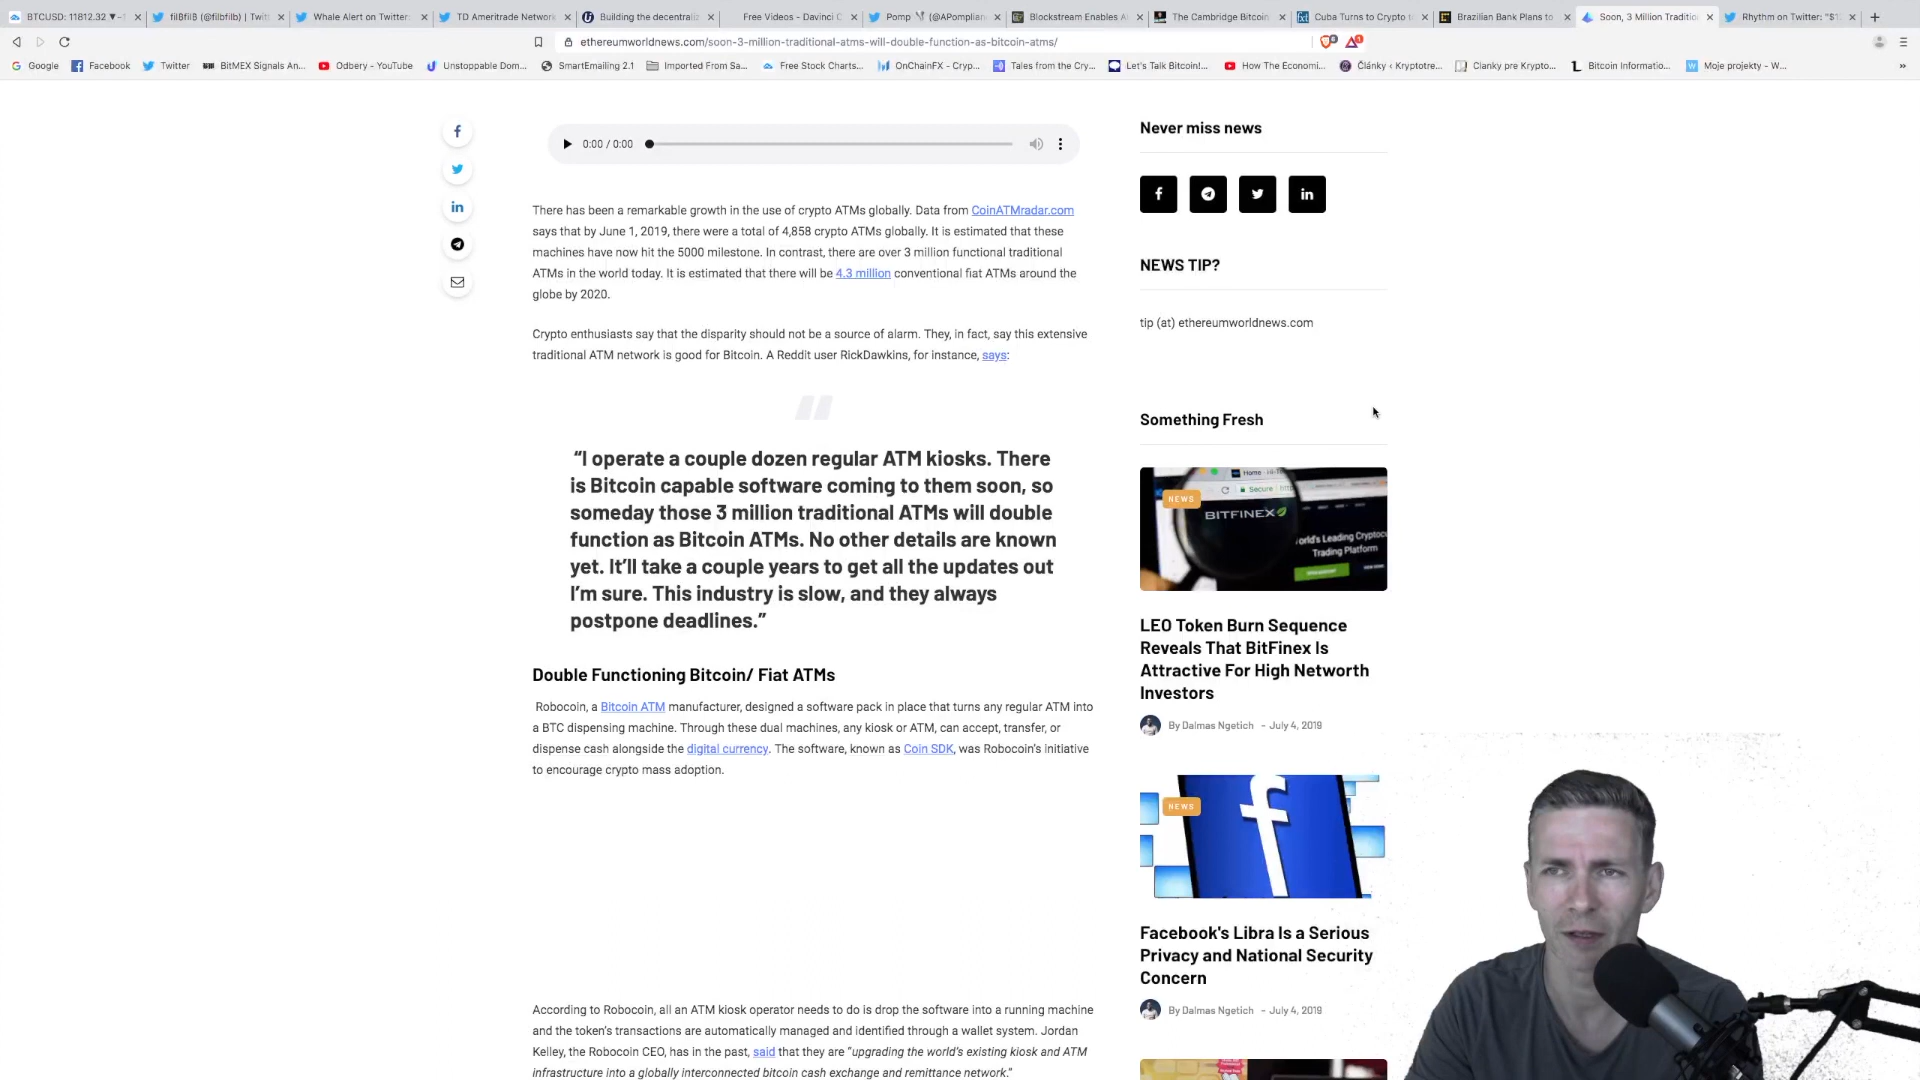 BTCUSD: 11812.32 ▼-
filBfilB (@filbfilb) | Twit
Whale Alert on Twitter:
TD Ameritrade Network
Building the decentraliz
Free Videos - Davinci C
Pomp (@APomplian
Blockstream Enables A
The Cambridge Bitcoin
Cuba Turns to Crypto t
Brazilian Bank Plans to
Soon, 3 Million Traditio
Rhythm on Twitter: "$1
ethereumworldnews.com/soon-3-million-traditional-atms-will-double-function-as-bitcoin-atms/
Google
Facebook
Twitter
BitMEX Signals An...
Odbery - YouTube
Unstoppable Dom...
SmartEmailing 2.1
Imported From Sa...
Free Stock Charts...
OnChainFX - Cryp...
Tales from the Cry...
Let's Talk Bitcoin!...
How The Economi...
Články ‹ Kryptotre...
Clanky pre Krypto...
Bitcoin Informatio...
Moje projekty - W...
0:00 / 0:00
There has been a remarkable growth in the use of crypto ATMs globally. Data from CoinATMradar.com
says that by June 1, 2019, there were a total of 4,858 crypto ATMs globally. It is estimated that these
machines have now hit the 5000 milestone. In contrast, there are over 3 million functional traditional
ATMs in the world today. It is estimated that there will be 4.3 million conventional fiat ATMs around the
globe by 2020.
Crypto enthusiasts say that the disparity should not be a source of alarm. They, in fact, say this extensive
traditional ATM network is good for Bitcoin. A Reddit user RickDawkins, for instance, says:
“I operate a couple dozen regular ATM kiosks. There
is Bitcoin capable software coming to them soon, so
someday those 3 million traditional ATMs will double
function as Bitcoin ATMs. No other details are known
yet. It’ll take a couple years to get all the updates out
I’m sure. This industry is slow, and they always
postpone deadlines.”
Double Functioning Bitcoin/ Fiat ATMs
Robocoin, a Bitcoin ATM manufacturer, designed a software pack in place that turns any regular ATM into
a BTC dispensing machine. Through these dual machines, any kiosk or ATM, can accept, transfer, or
dispense cash alongside the digital currency. The software, known as Coin SDK, was Robocoin’s initiative
to encourage crypto mass adoption.
According to Robocoin, all an ATM kiosk operator needs to do is drop the software into a running machine
and the token’s transactions are automatically managed and identified through a wallet system. Jordan
Kelley, the Robocoin CEO, has in the past, said that they are “upgrading the world’s existing kiosk and ATM
infrastructure into a globally interconnected bitcoin cash exchange and remittance network.”
Never miss news
NEWS TIP?
tip (at) ethereumworldnews.com
Something Fresh
NEWS
Secure
BITFINEX
orld's Leading Cryptocu
Trading Platform
LEO Token Burn Sequence
Reveals That BitFinex Is
Attractive For High Networth
Investors
By Dalmas Ngetich - July 4, 2019
NEWS
Facebook's Libra Is a Serious
Privacy and National Security
Concern
By Dalmas Ngetich - July 4, 2019